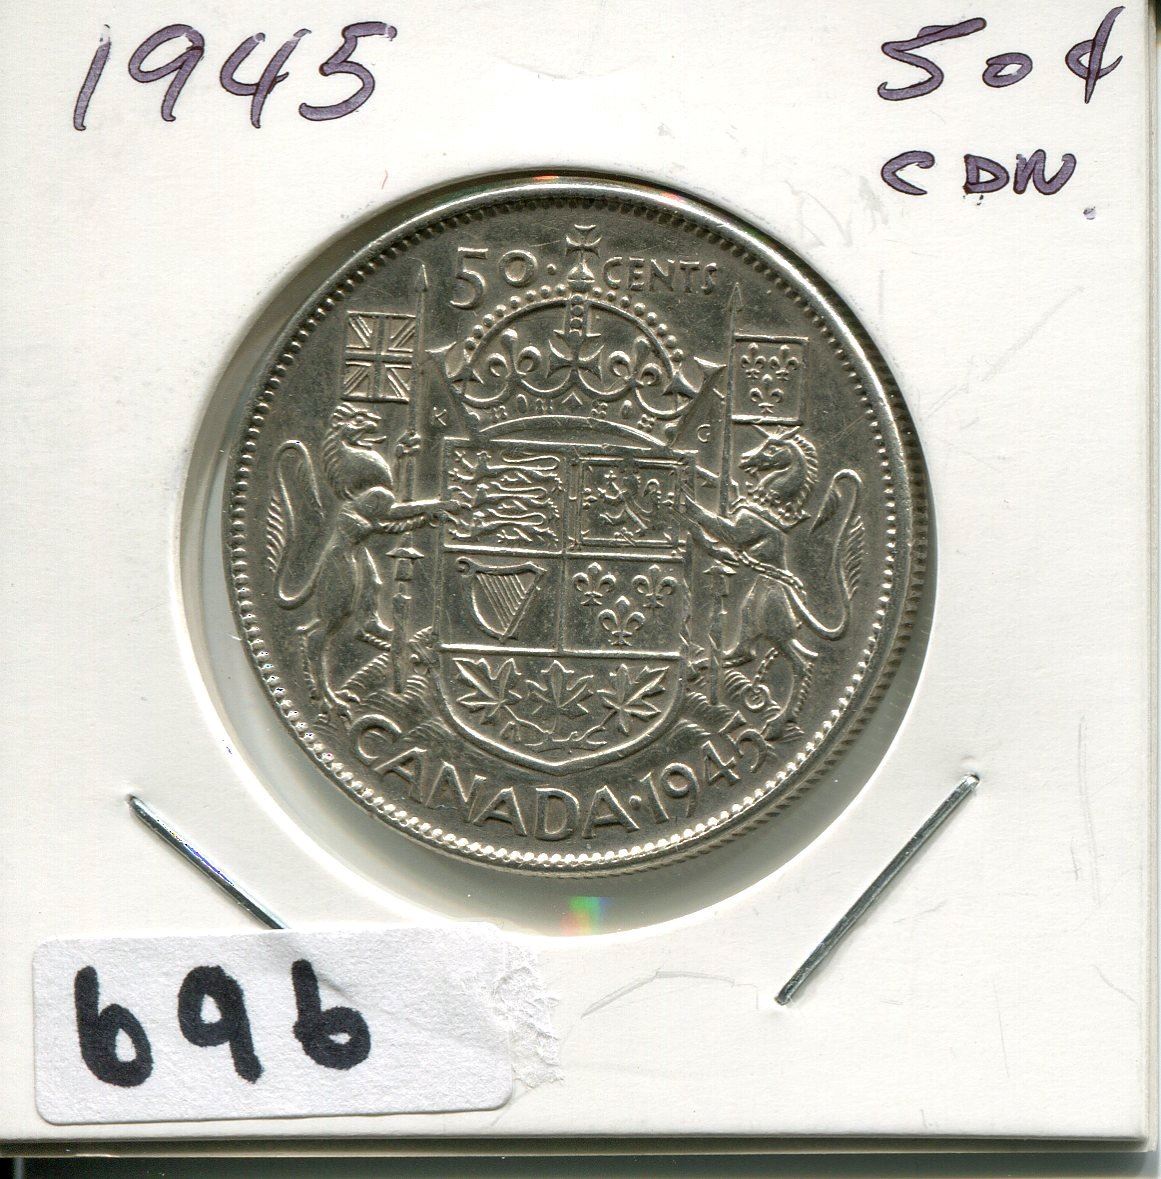 1945 50¢
CDN.
50 · CENTS
K G
CANADA · 1945
696